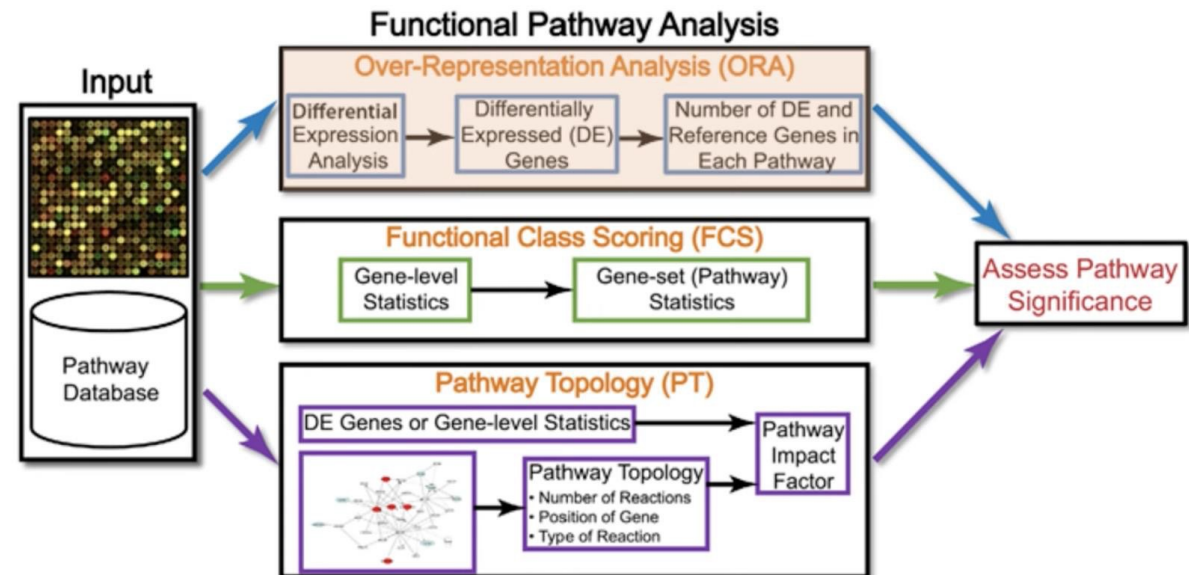 Functional Pathway Analysis
Input
Pathway
Database
Over-Representation Analysis (ORA)
Differential
Expression
Analysis
Differentially
Expressed (DE)
Genes
Number of DE and
Reference Genes in
Each Pathway
Functional Class Scoring (FCS)
Gene-level
Statistics
Gene-set (Pathway)
Statistics
Pathway Topology (PT)
DE Genes or Gene-level Statistics
Pathway Topology
• Number of Reactions
• Position of Gene
• Type of Reaction
Pathway
Impact
Factor
Assess Pathway
Significance